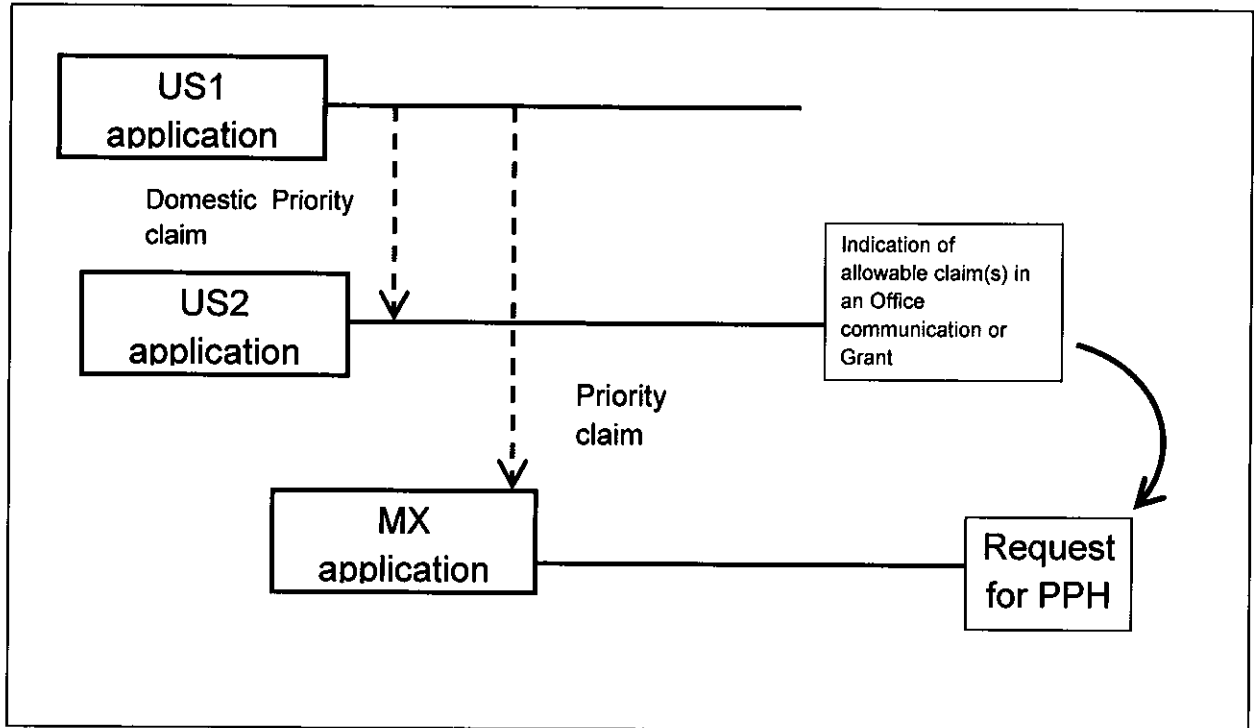 US1
application
Domestic Priority
claim
US2
application
Indication of
allowable claim(s) in
an Office
communication or
Grant
Priority
claim
MX
application
Request
for PPH